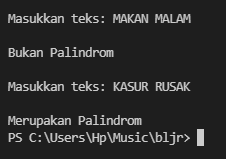 Masukkan teks: MAKAN MALAM
Bukan Palindrom
Masukkan teks: KASUR RUSAK
Merupakan Palindrom
PS C:\Users\Hp\Music\bljr>